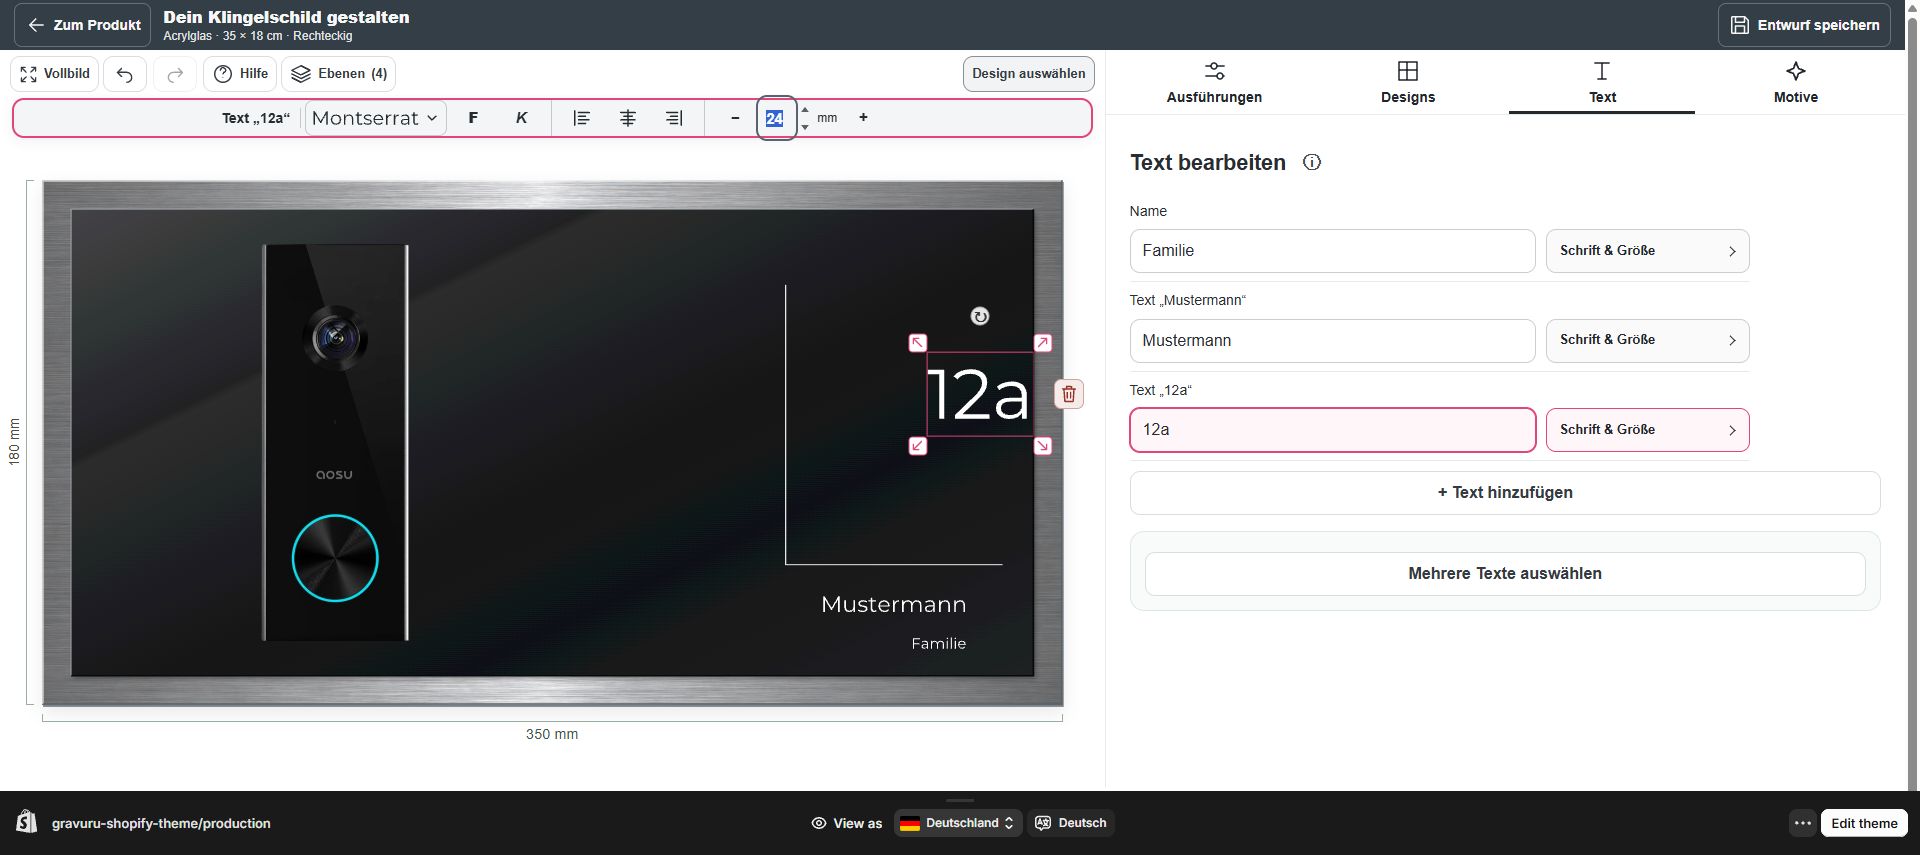 Zum Produkt
Dein Klingelschild gestalten
Acrylglas · 35 × 18 cm · Rechteckig
Entwurf speichern
Vollbild
Hilfe
Ebenen (4)
Design auswählen
Ausführungen
Designs
Text
Motive
Text „12a“
Montserrat
F
K
−
24
mm
+
Text bearbeiten
Name
Familie
Schrift & Größe
Text „Mustermann“
Mustermann
Schrift & Größe
Text „12a“
12a
Schrift & Größe
+ Text hinzufügen
Mehrere Texte auswählen
180 mm
aosu
12a
Mustermann
Familie
350 mm
gravuru-shopify-theme/production
View as
Deutschland
Deutsch
Edit theme